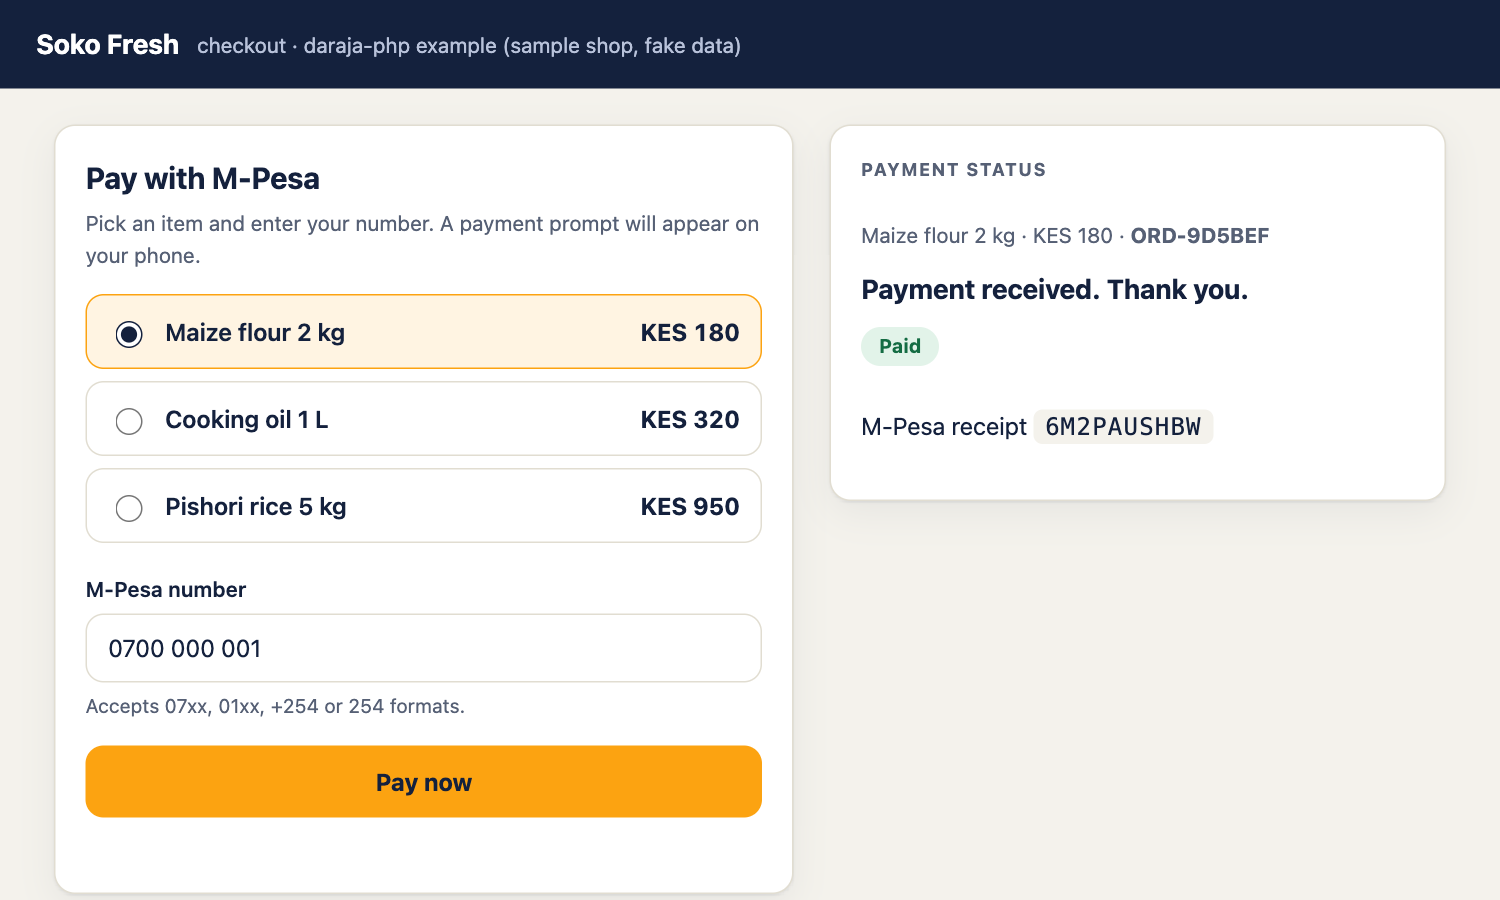 Soko Fresh checkout · daraja-php example (sample shop, fake data)
Pay with M-Pesa
Pick an item and enter your number. A payment prompt will appear on
your phone.
Maize flour 2 kg KES 180
Cooking oil 1 L KES 320
Pishori rice 5 kg KES 950
M-Pesa number
0700 000 001
Accepts 07xx, 01xx, +254 or 254 formats.
Pay now
PAYMENT STATUS
Maize flour 2 kg · KES 180 · ORD-9D5BEF
Payment received. Thank you.
Paid
M-Pesa receipt 6M2PAUSHBW